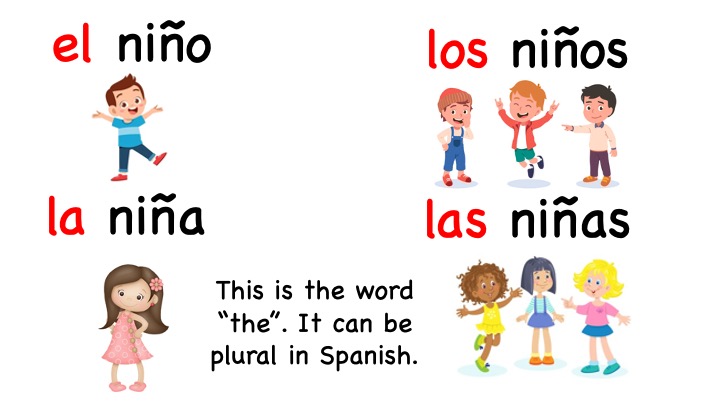 el niño
los niños
la niña
las niñas
This is the word
“the”. It can be
plural in Spanish.